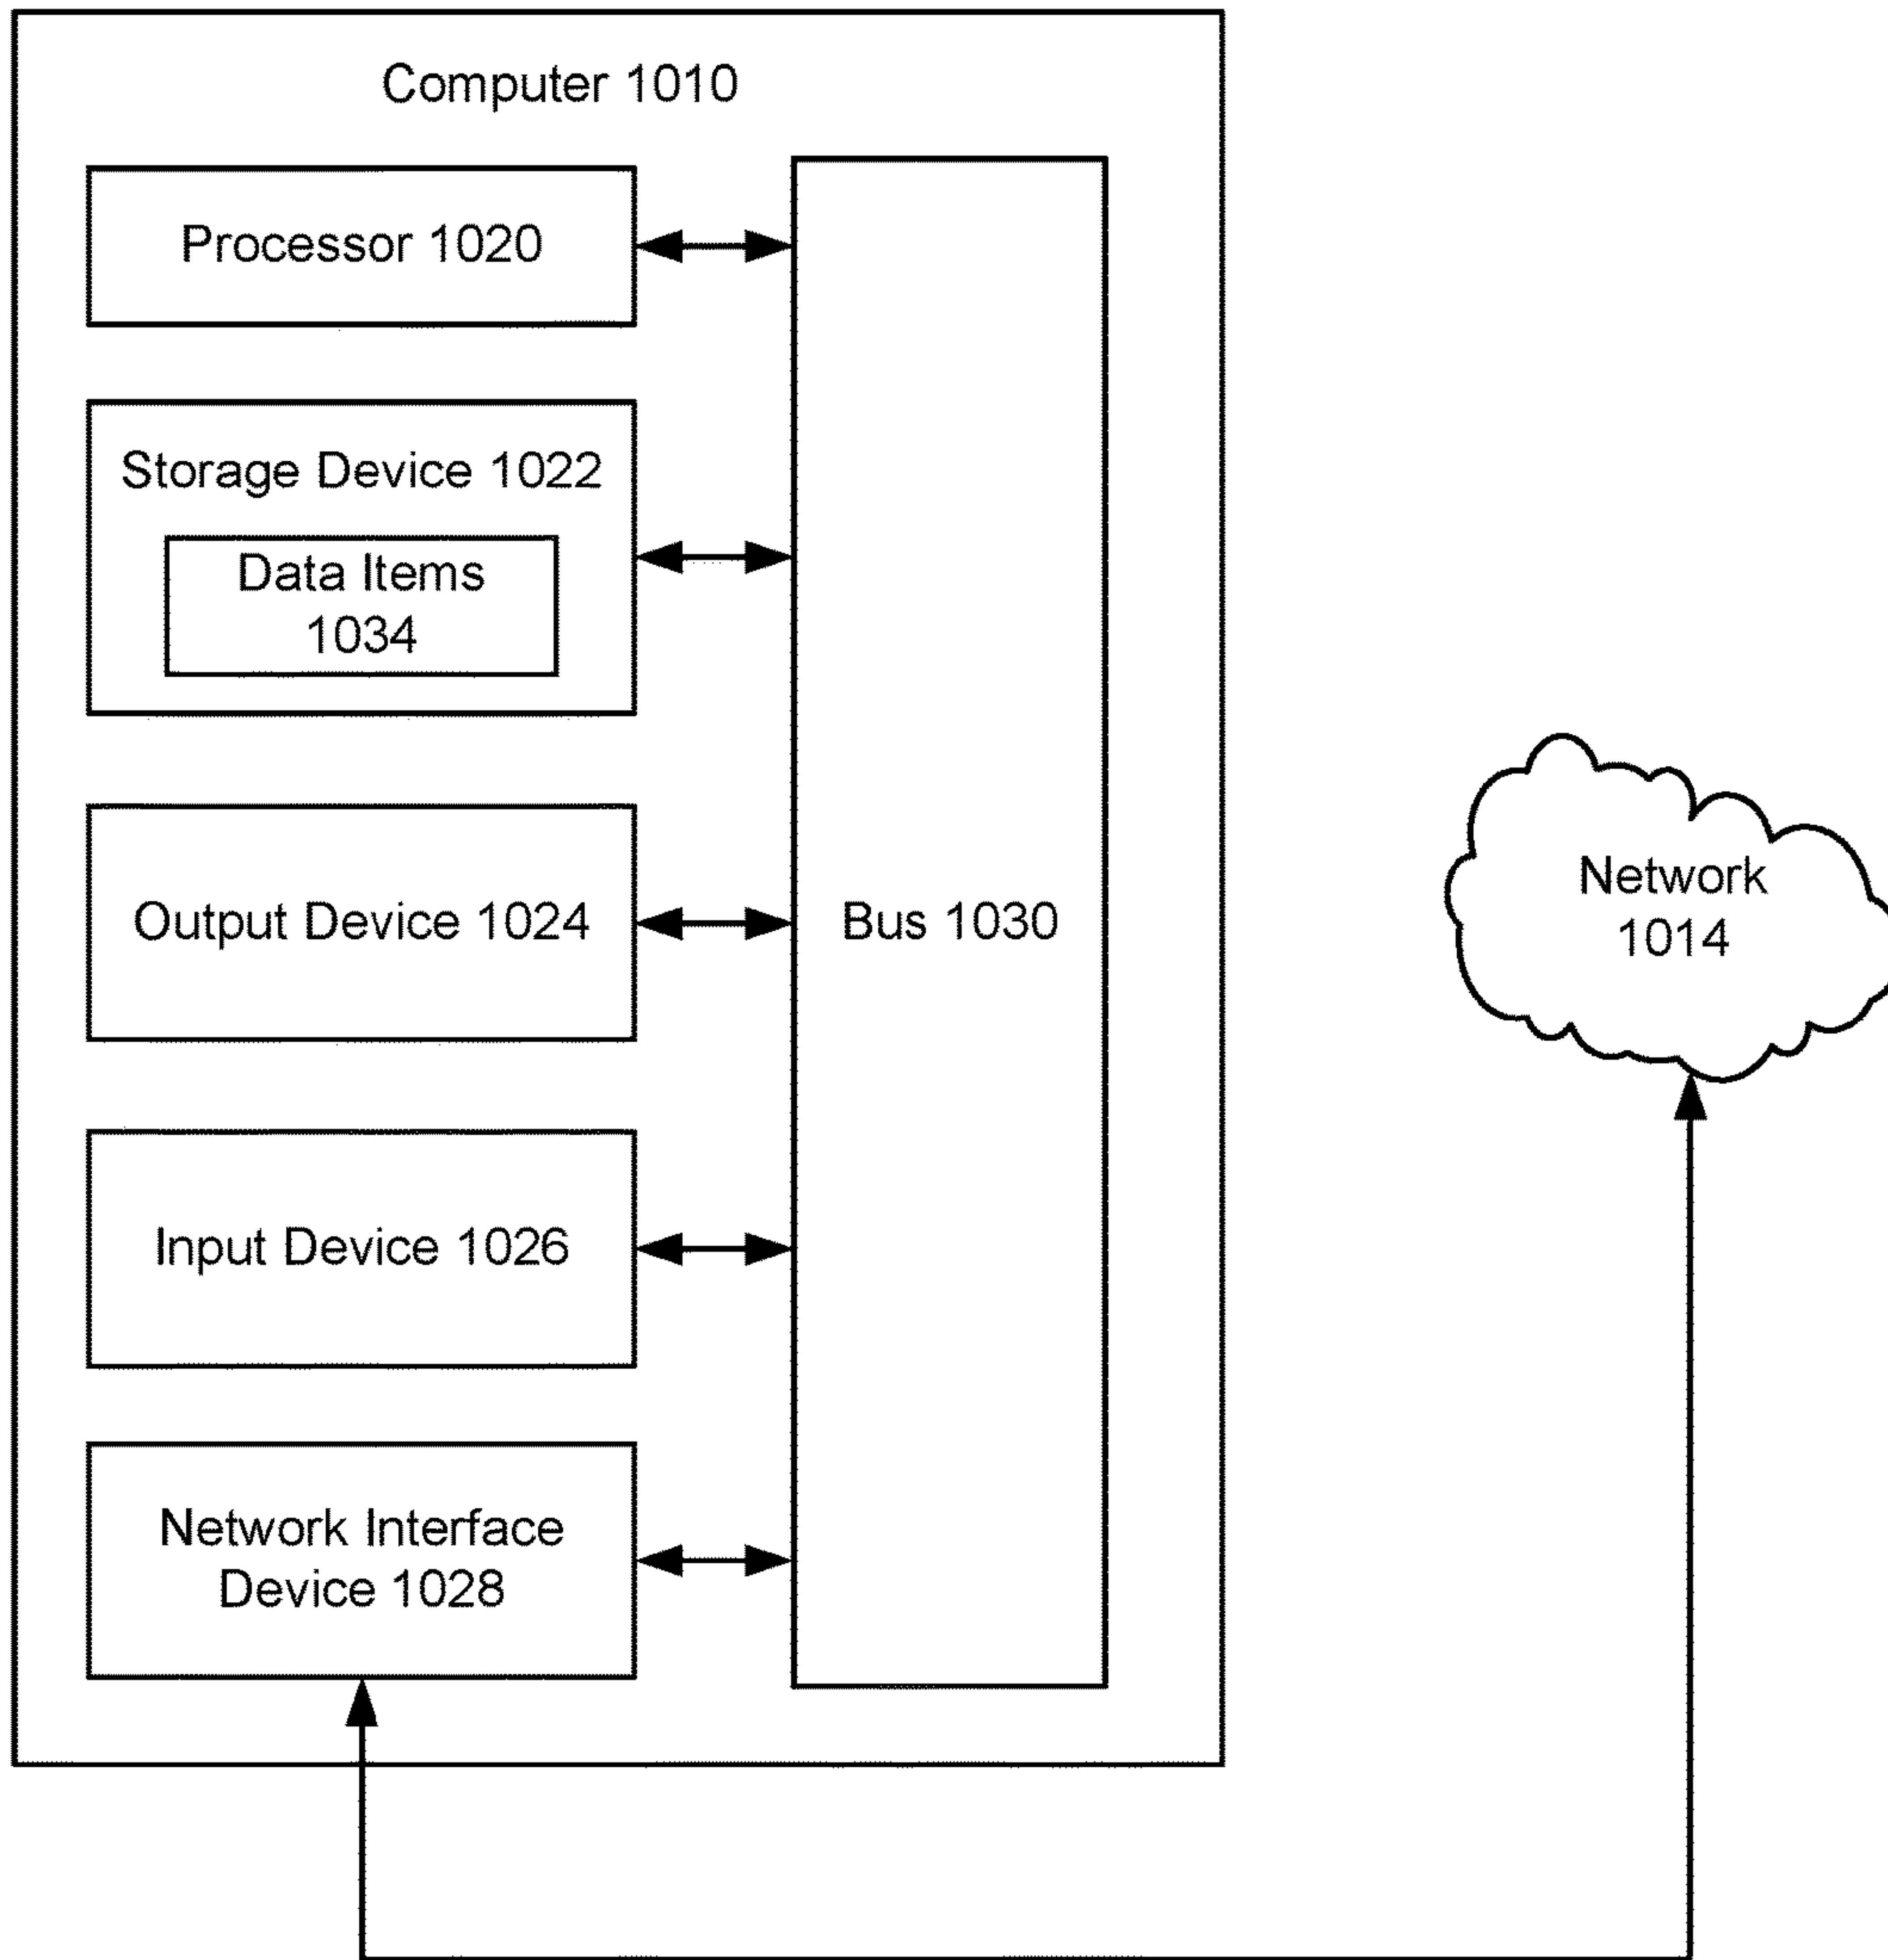 Computer 1010
Processor 1020
Storage Device 1022
Data Items
1034
Output Device 1024
Bus 1030
Network
1014
Input Device 1026
Network Interface
Device 1028